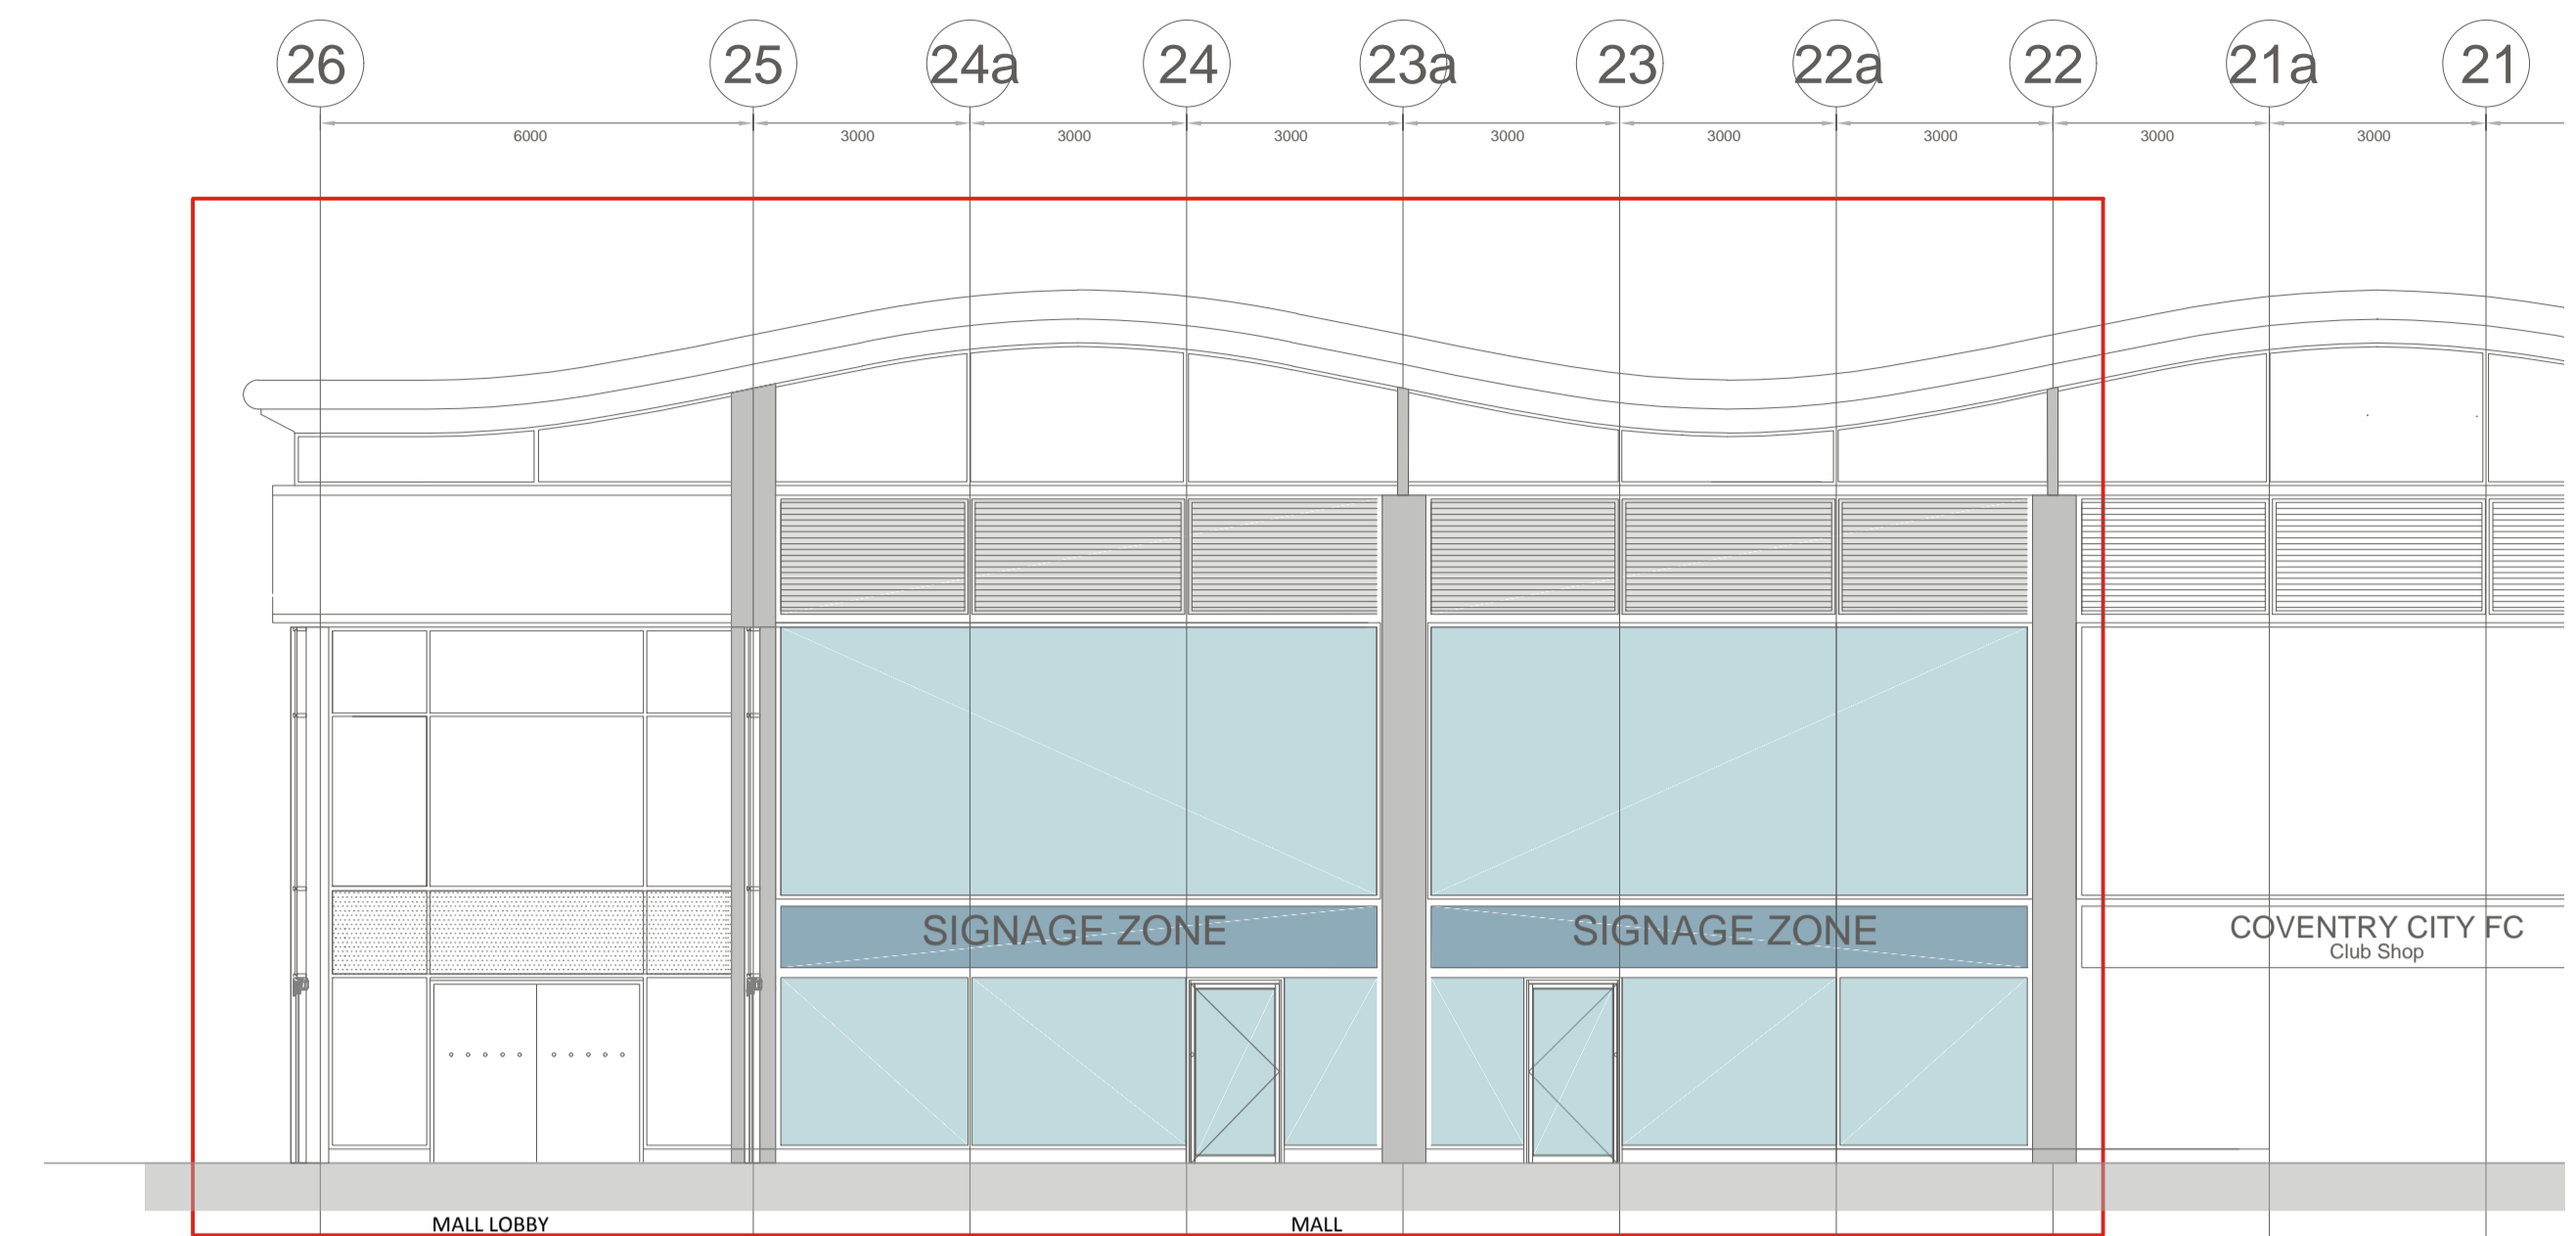 26 25 24a 24 23a 23 22a 22 21a 21
6000 3000 3000 3000 3000 3000 3000 3000 3000
SIGNAGE ZONE SIGNAGE ZONE COVENTRY CITY FC
Club Shop
MALL LOBBY MALL